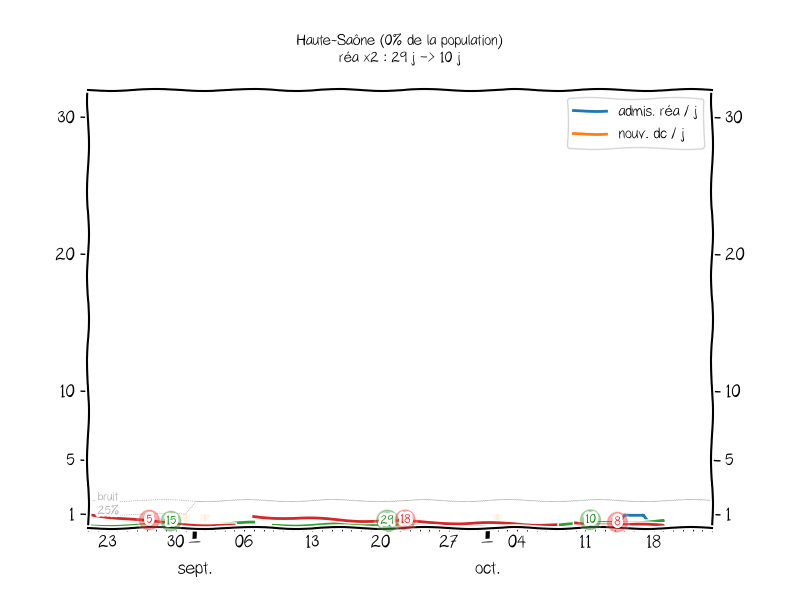 Haute-Saône (0% de la population)
réa x2 : 29 j -> 10 j
admis. réa / j
nouv. dc / j
30 30
20 20
10 10
5 5
bruit
25%
1 1
5 15 29 18 10 8
23 30 06 13 20 27 04 11 18
sept. oct.